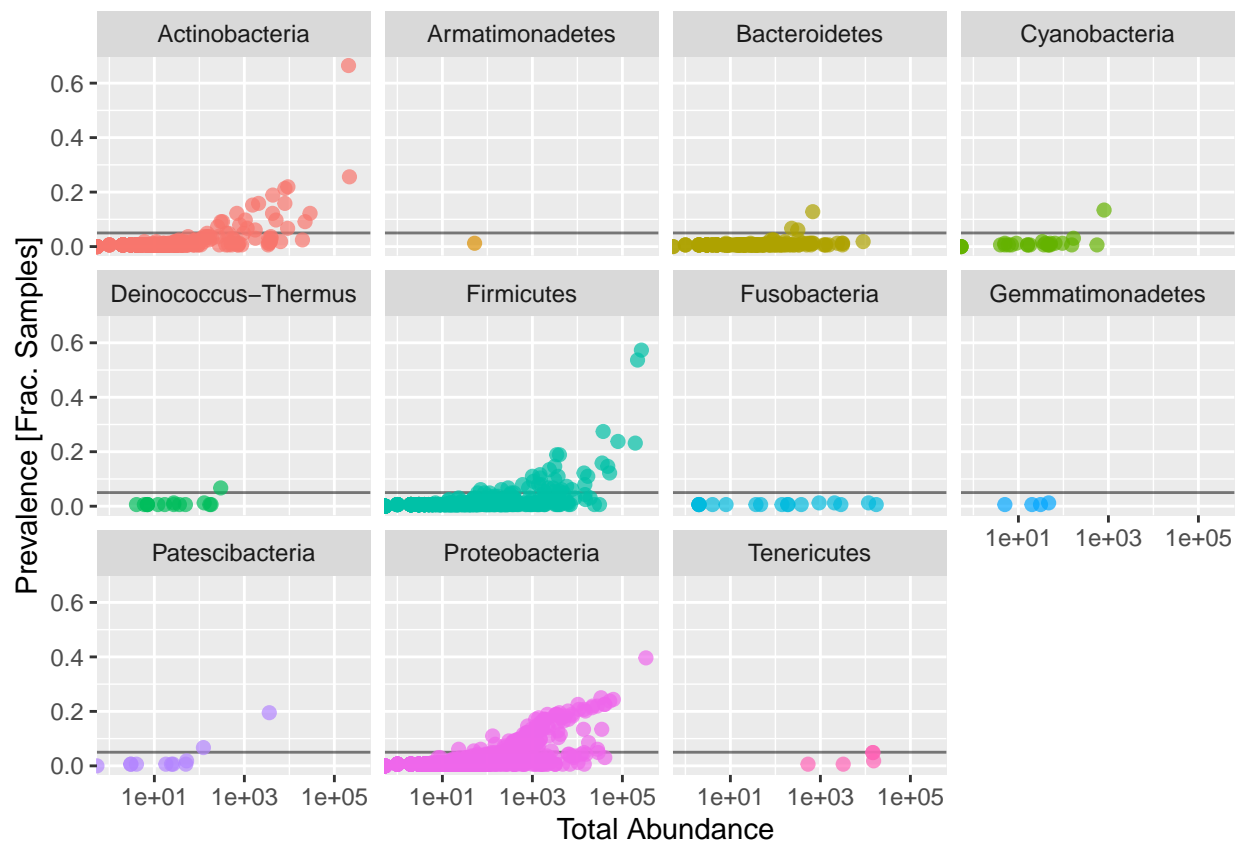 Actinobacteria
Armatimonadetes
Bacteroidetes
Cyanobacteria
0.6
0.4
0.2
0.0
Deinococcus−Thermus
Firmicutes
Fusobacteria
Gemmatimonadetes
0.6
0.4
0.2
0.0
1e+01 1e+03 1e+05
Patescibacteria
Proteobacteria
Tenericutes
0.6
0.4
0.2
0.0
1e+01 1e+03 1e+05
1e+01 1e+03 1e+05
1e+01 1e+03 1e+05
Total Abundance
Prevalence [Frac. Samples]